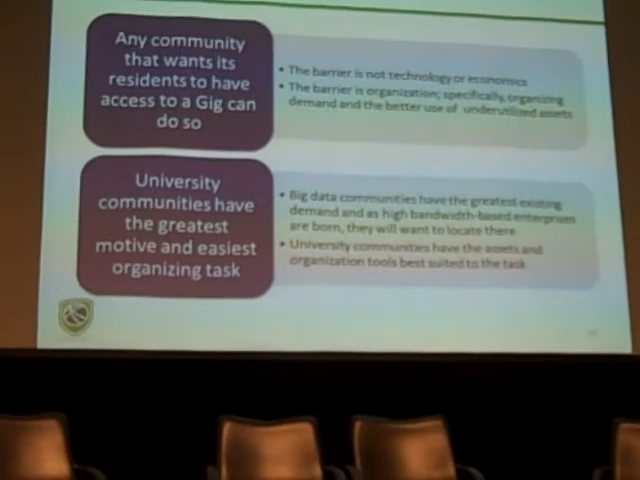 Any community
that wants its
residents to have
access to a Gig can
do so
• The barrier is not technology or economics
• The barrier is organization; specifically, organizing
demand and the better use of underutilized assets
University
communities have
the greatest
motive and easiest
organizing task
• Big data communities have the greatest existing
demand and as high bandwidth-based enterprises
are born, they will want to locate there
• University communities have the assets and
organization tools best suited to the task